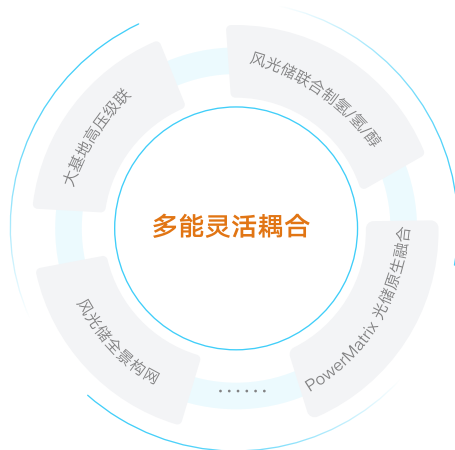 大基地高压级联
风光储联合制氢/氢/醇
多能灵活耦合
风光储全景构网
PowerMatrix 光储原生融合
······